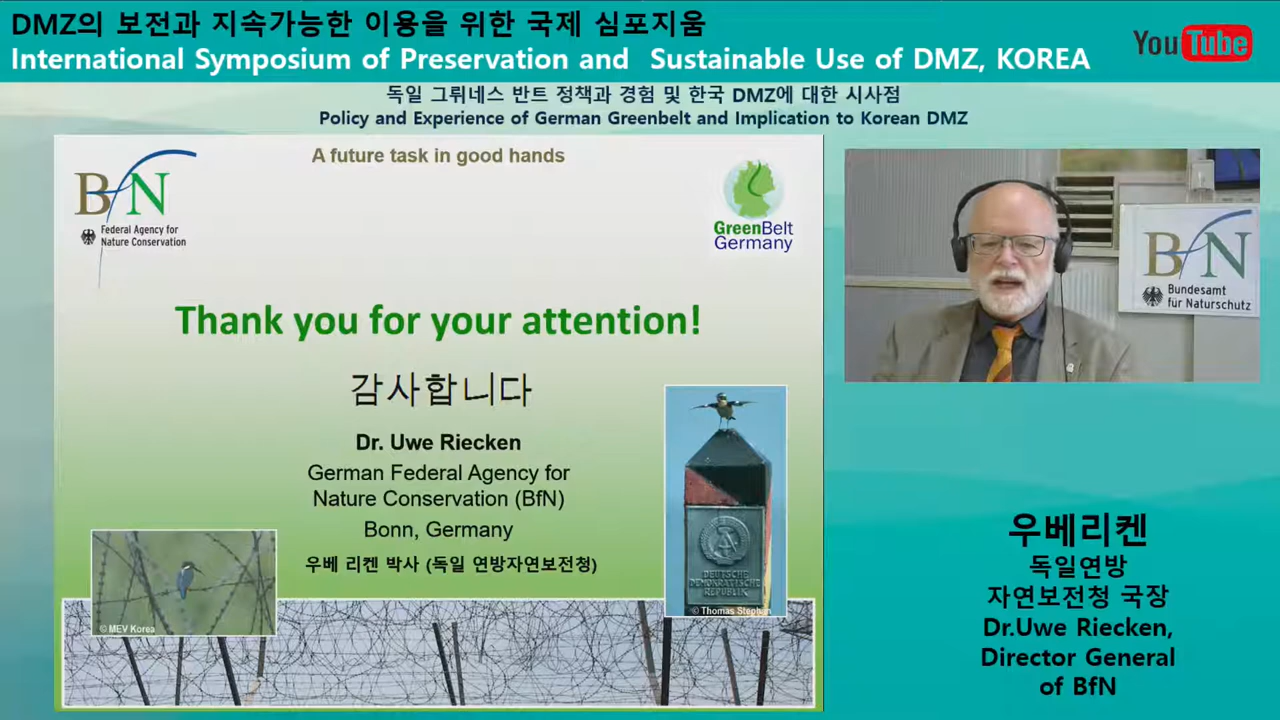 DMZ의 보전과 지속가능한 이용을 위한 국제 심포지움
International Symposium of Preservation and Sustainable Use of DMZ, KOREA
YouTube
독일 그뤼네스 반트 정책과 경험 및 한국 DMZ에 대한 시사점
Policy and Experience of German Greenbelt and Implication to Korean DMZ
A future task in good hands
BfN
Federal Agency for
Nature Conservation
GreenBelt
Germany
Thank you for your attention!
감사합니다
Dr. Uwe Riecken
German Federal Agency for
Nature Conservation (BfN)
Bonn, Germany
우베 리켄 박사 (독일 연방자연보전청)
© MEV Korea
DEUTSCHE
DEMOKRATISCHE
REPUBLIK
© Thomas Stephan
BfN
Bundesamt
für Naturschutz
우베리켄
독일연방
자연보전청 국장
Dr.Uwe Riecken,
Director General
of BfN